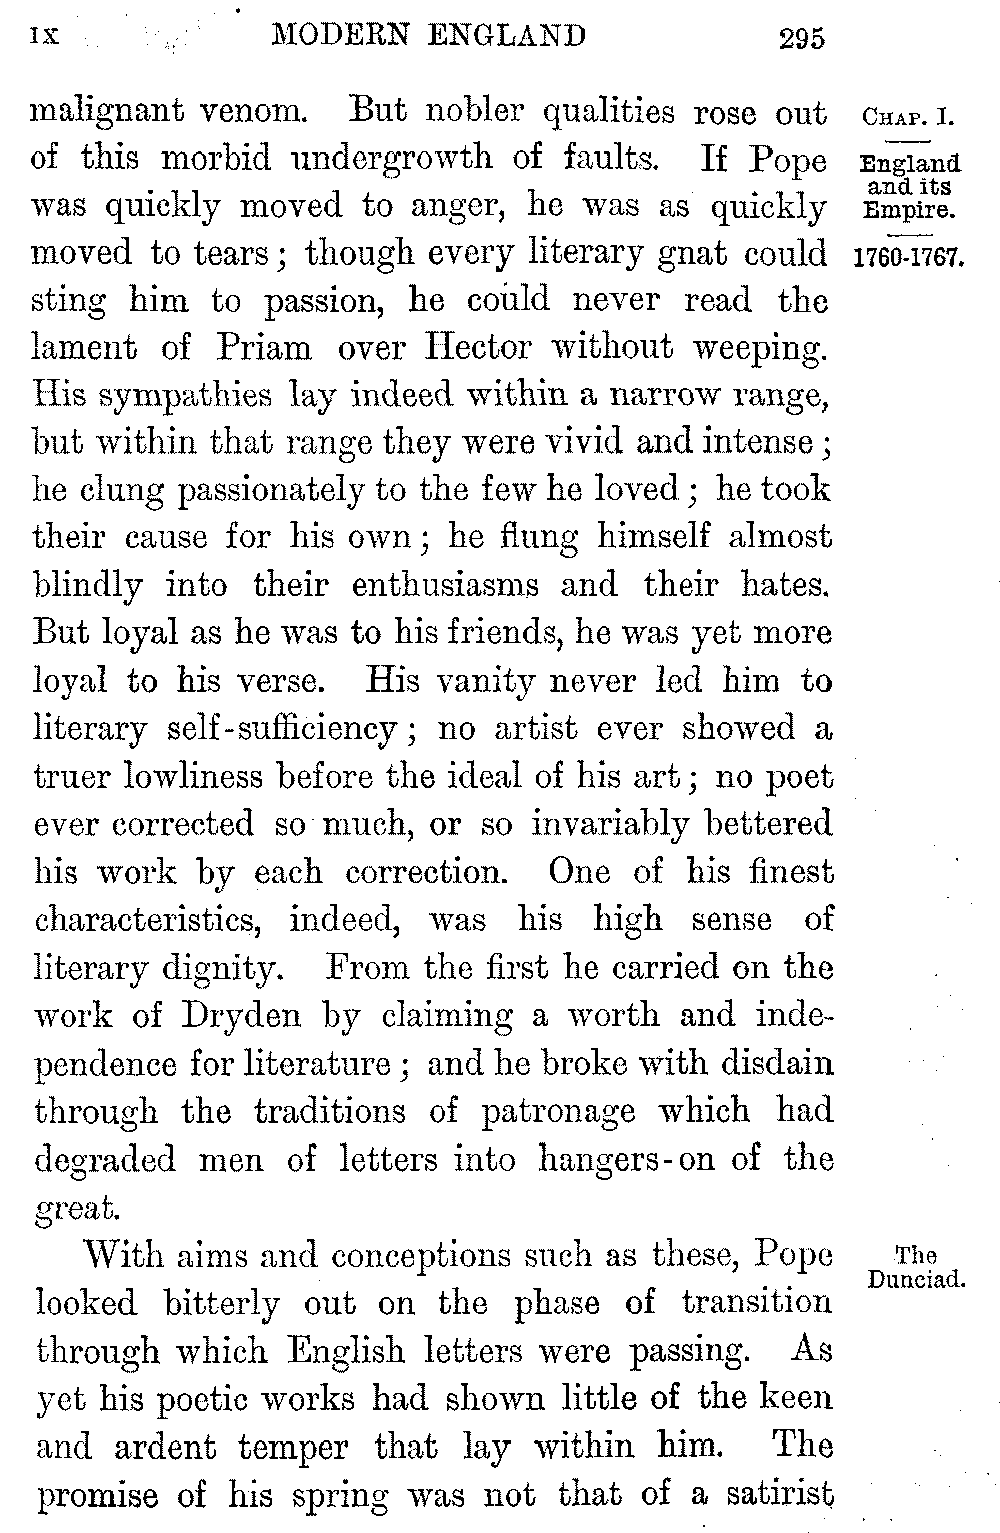 IX MODERN ENGLAND 295
malignant venom. But nobler qualities rose out
of this morbid undergrowth of faults. If Pope
was quickly moved to anger, he was as quickly
moved to tears; though every literary gnat could
sting him to passion, he could never read the
lament of Priam over Hector without weeping.
His sympathies lay indeed within a narrow range,
but within that range they were vivid and intense;
he clung passionately to the few he loved; he took
their cause for his own; he flung himself almost
blindly into their enthusiasms and their hates.
But loyal as he was to his friends, he was yet more
loyal to his verse. His vanity never led him to
literary self-sufficiency; no artist ever showed a
truer lowliness before the ideal of his art; no poet
ever corrected so much, or so invariably bettered
his work by each correction. One of his finest
characteristics, indeed, was his high sense of
literary dignity. From the first he carried on the
work of Dryden by claiming a worth and inde-
pendence for literature; and he broke with disdain
through the traditions of patronage which had
degraded men of letters into hangers-on of the
great.
With aims and conceptions such as these, Pope
looked bitterly out on the phase of transition
through which English letters were passing. As
yet his poetic works had shown little of the keen
and ardent temper that lay within him. The
promise of his spring was not that of a satirist
CHAP. I.
England
and its
Empire.
1760-1767.
The
Dunciad.